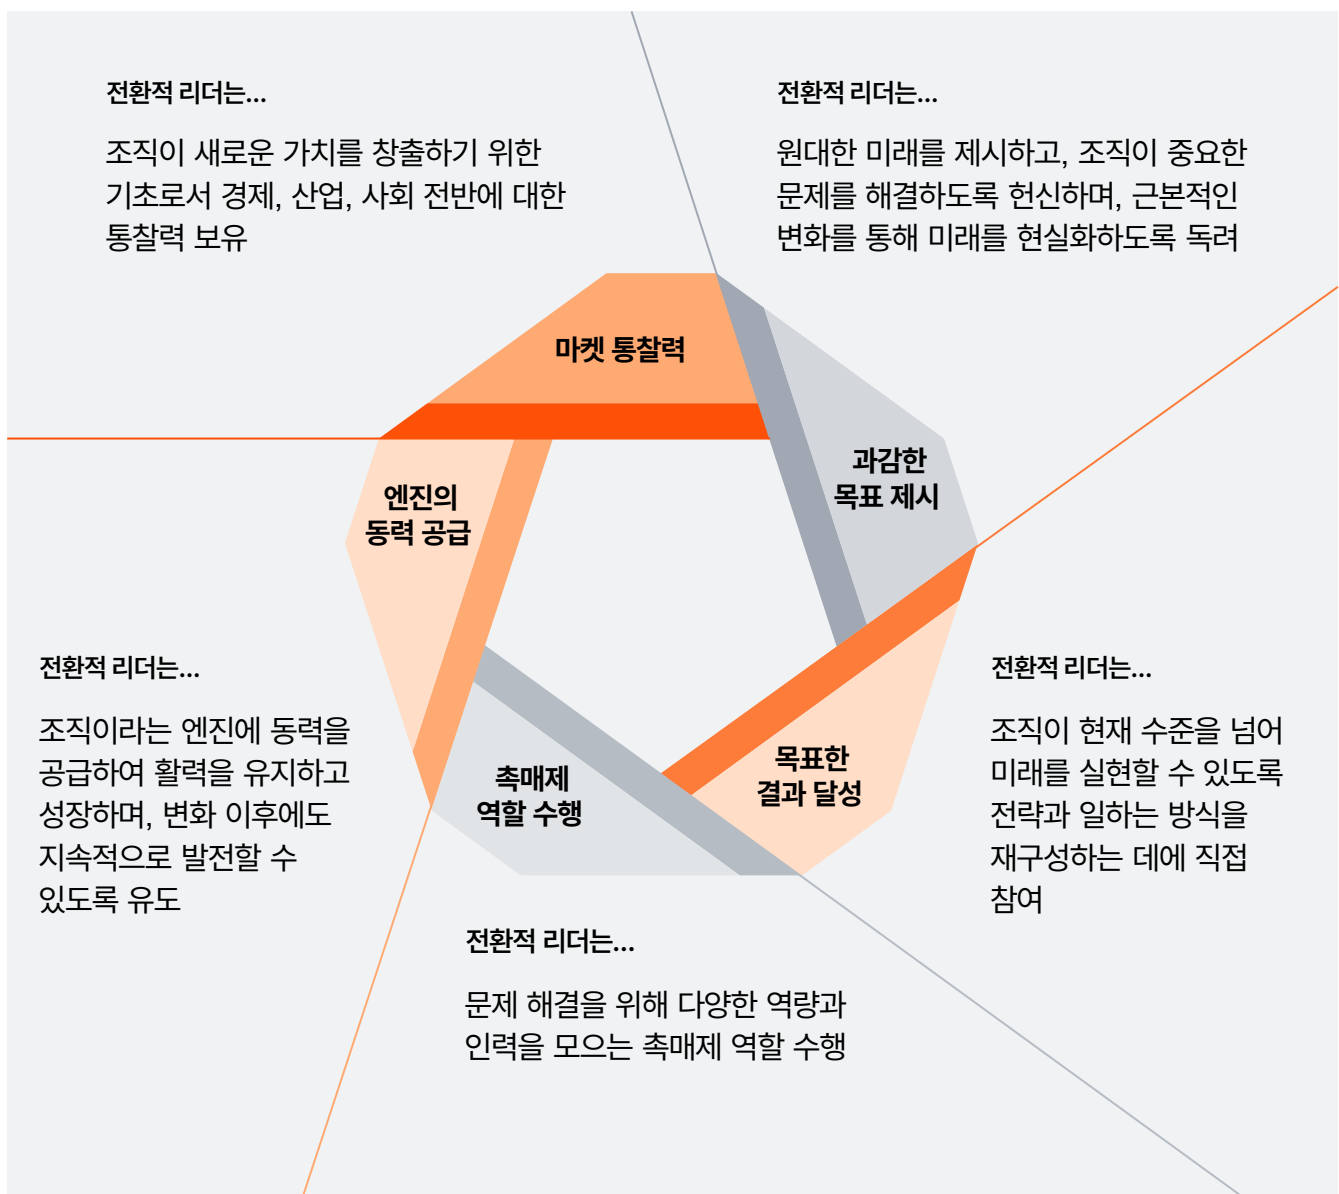 전환적 리더는...
조직이 새로운 가치를 창출하기 위한
기초로서 경제, 산업, 사회 전반에 대한
통찰력 보유
전환적 리더는...
원대한 미래를 제시하고, 조직이 중요한
문제를 해결하도록 헌신하며, 근본적인
변화를 통해 미래를 현실화하도록 독려
마켓 통찰력
과감한
목표 제시
엔진의
동력 공급
목표한
결과 달성
촉매제
역할 수행
전환적 리더는...
조직이라는 엔진에 동력을
공급하여 활력을 유지하고
성장하며, 변화 이후에도
지속적으로 발전할 수
있도록 유도
전환적 리더는...
조직이 현재 수준을 넘어
미래를 실현할 수 있도록
전략과 일하는 방식을
재구성하는 데에 직접
참여
전환적 리더는...
문제 해결을 위해 다양한 역량과
인력을 모으는 촉매제 역할 수행